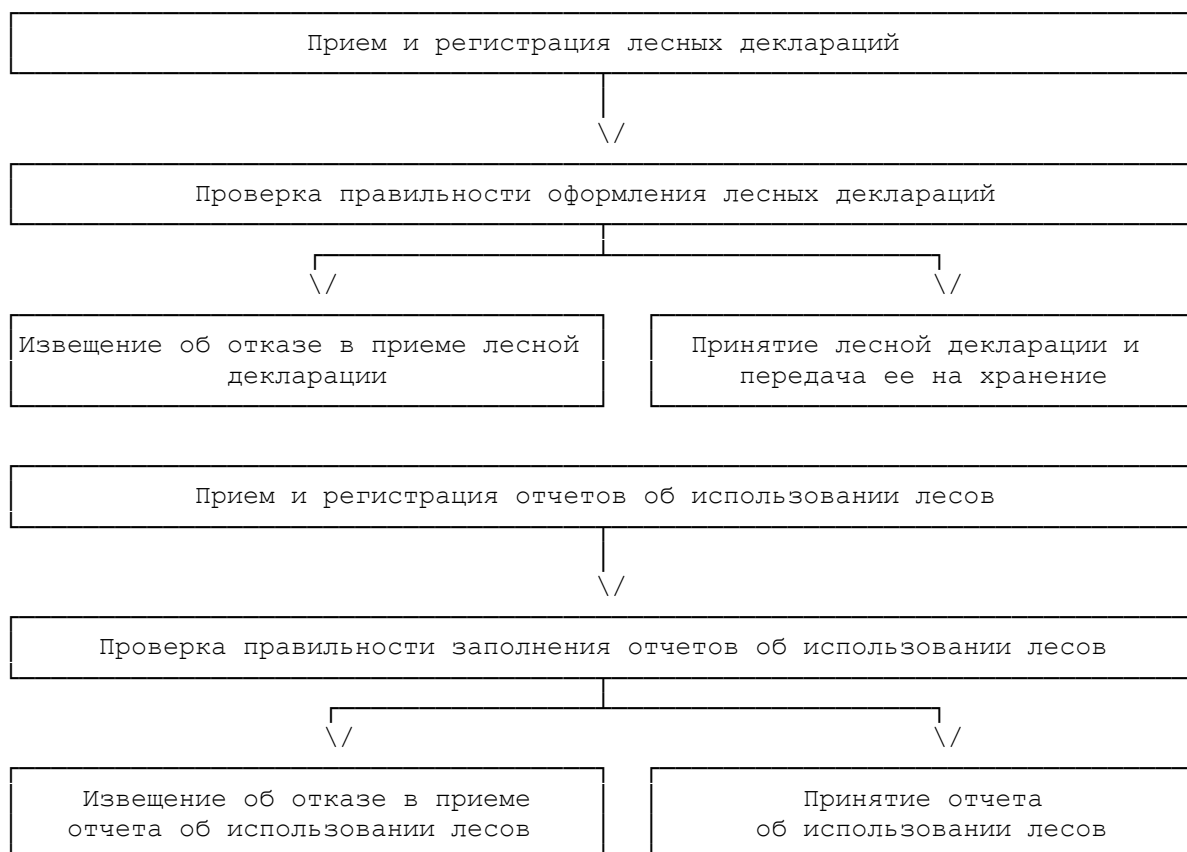 Прием и регистрация лесных деклараций
Проверка правильности оформления лесных деклараций
Извещение об отказе в приеме лесной
декларации
Принятие лесной декларации и
передача ее на хранение
Прием и регистрация отчетов об использовании лесов
Проверка правильности заполнения отчетов об использовании лесов
Извещение об отказе в приеме
отчета об использовании лесов
Принятие отчета
об использовании лесов